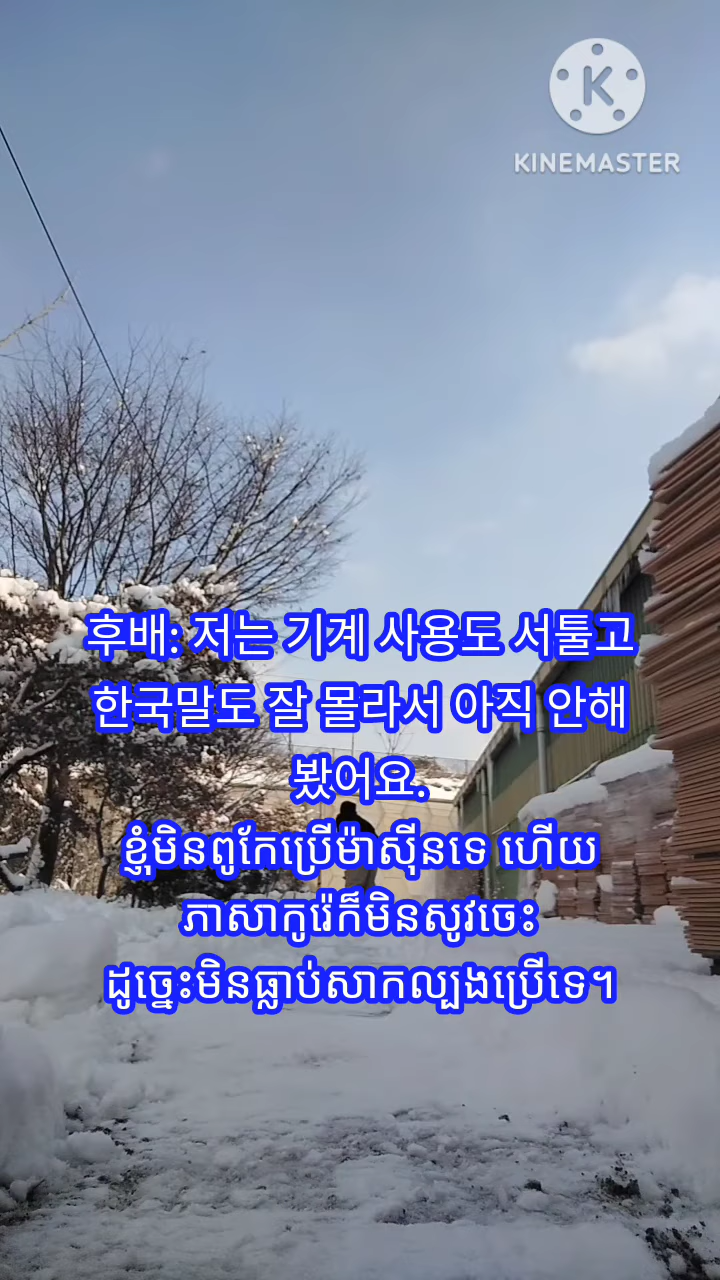 KINEMASTER
후배: 저는 기계 사용도 서툴고
한국말도 잘 몰라서 아직 안해
봤어요.
ខ្ញុំមិនពូកែប្រើម៉ាស៊ីនទេ ហើយ
ភាសាកូរ៉េក៏មិនសូវចេះ
ដូច្នេះមិនធ្លាប់សាកល្បងប្រើទេ។